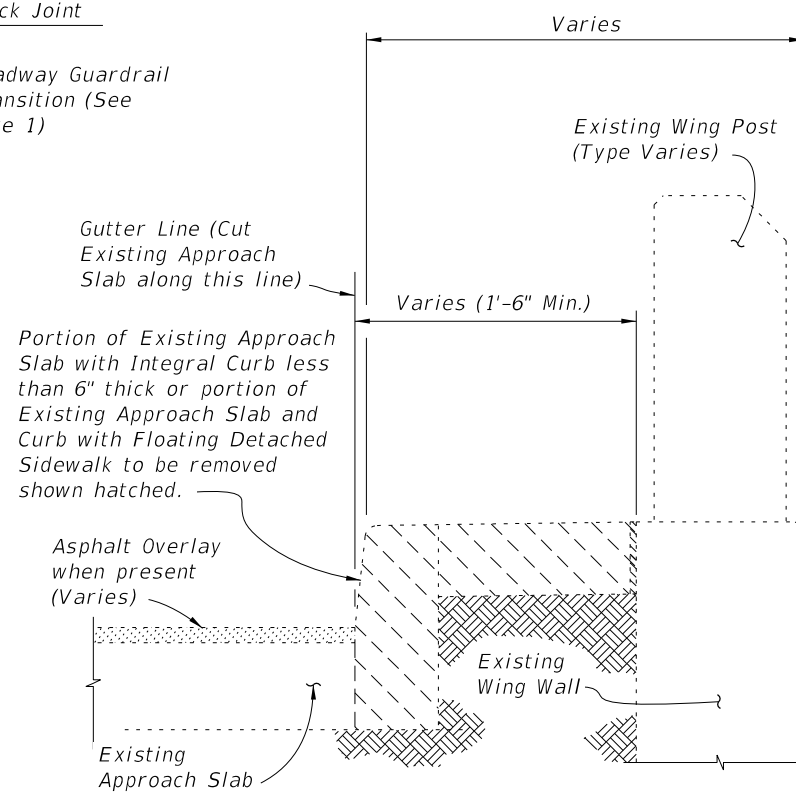 ck Joint
Varies
adway Guardrail
ansition (See
e 1)
Existing Wing Post
(Type Varies)
Gutter Line (Cut
Existing Approach
Slab along this line)
Varies (1'-6" Min.)
Portion of Existing Approach
Slab with Integral Curb less
than 6" thick or portion of
Existing Approach Slab and
Curb with Floating Detached
Sidewalk to be removed
shown hatched.
Asphalt Overlay
when present
(Varies)
Existing
Wing Wall
Existing
Approach Slab